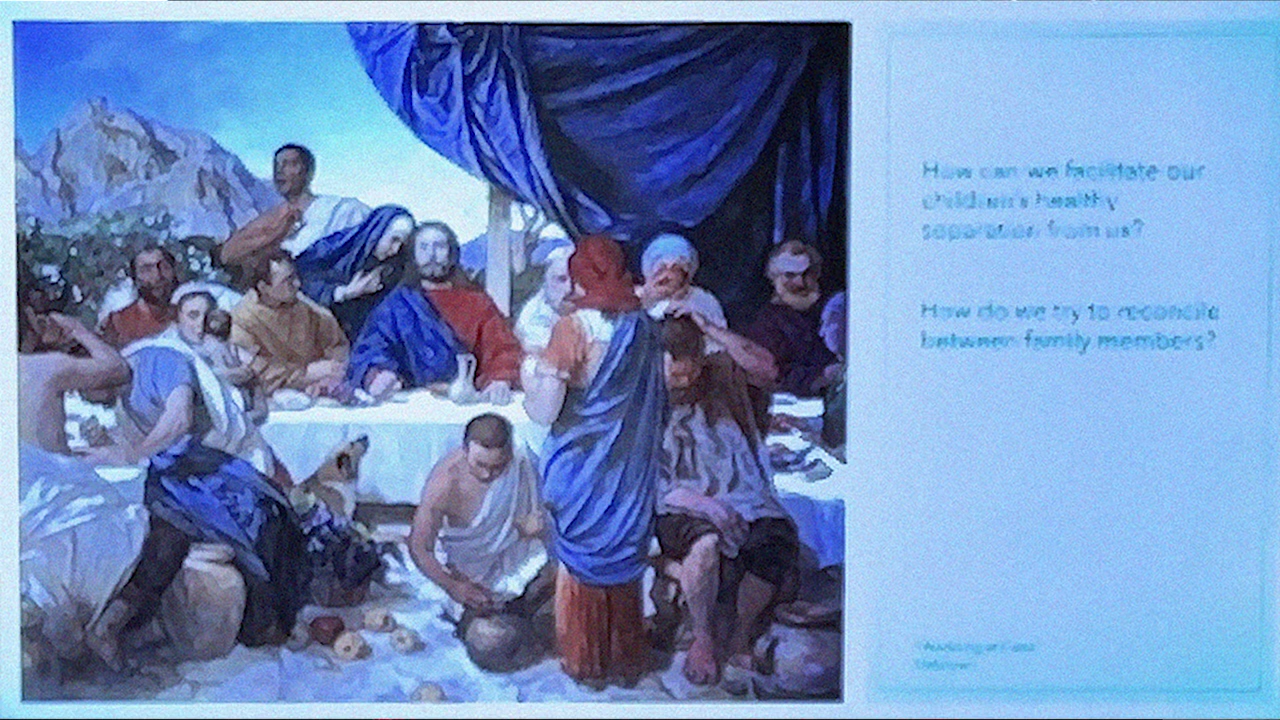 How can we facilitate our
children's healthy
separation from us?
How do we try to reconcile
between family members?